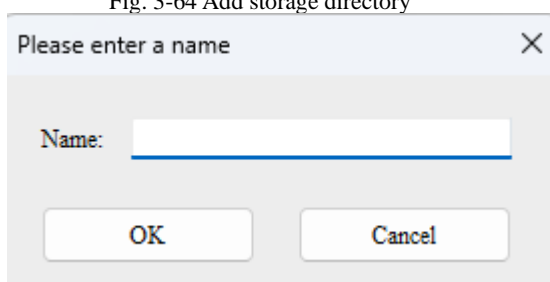 Fig. 3-64 Add storage directory
Please enter a name
Name:
OK Cancel